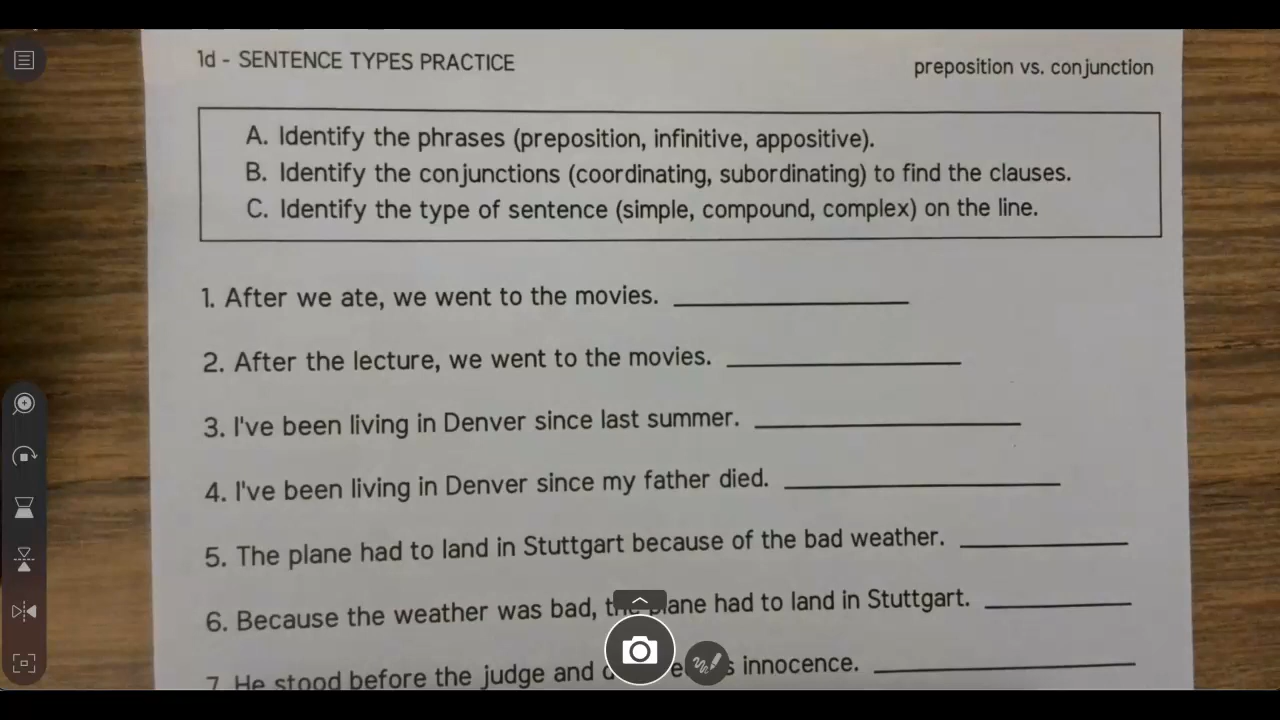 1d - SENTENCE TYPES PRACTICE
preposition vs. conjunction
A. Identify the phrases (preposition, infinitive, appositive).
B. Identify the conjunctions (coordinating, subordinating) to find the clauses.
C. Identify the type of sentence (simple, compound, complex) on the line.
1. After we ate, we went to the movies.
2. After the lecture, we went to the movies.
3. I've been living in Denver since last summer.
4. I've been living in Denver since my father died.
5. The plane had to land in Stuttgart because of the bad weather.
6. Because the weather was bad, the plane had to land in Stuttgart.
7. He stood before the judge and innocence.